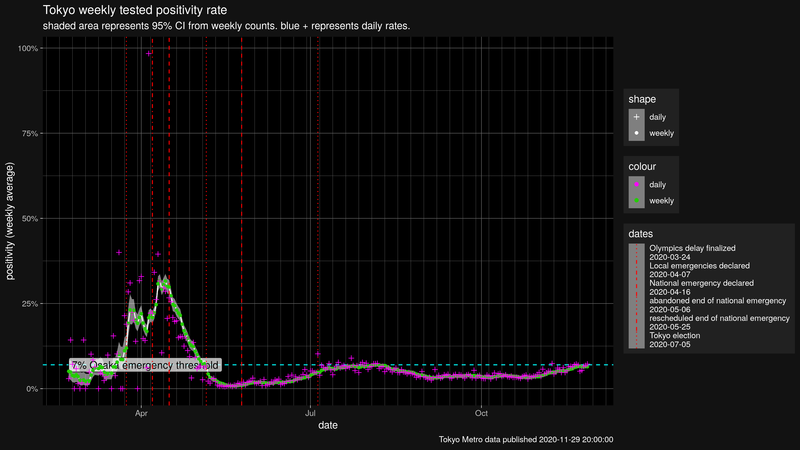 Tokyo weekly tested positivity rate
shaded area represents 95% CI from weekly counts. blue + represents daily rates.
positivity (weekly average)
100%
75%
50%
25%
0%
7% Osaka emergency threshold
Apr
Jul
Oct
date
shape
daily
weekly
colour
daily
weekly
dates
Olympics delay finalized
2020-03-24
Local emergencies declared
2020-04-07
National emergency declared
2020-04-16
abandoned end of national emergency
2020-05-06
rescheduled end of national emergency
2020-05-25
Tokyo election
2020-07-05
Tokyo Metro data published 2020-11-29 20:00:00